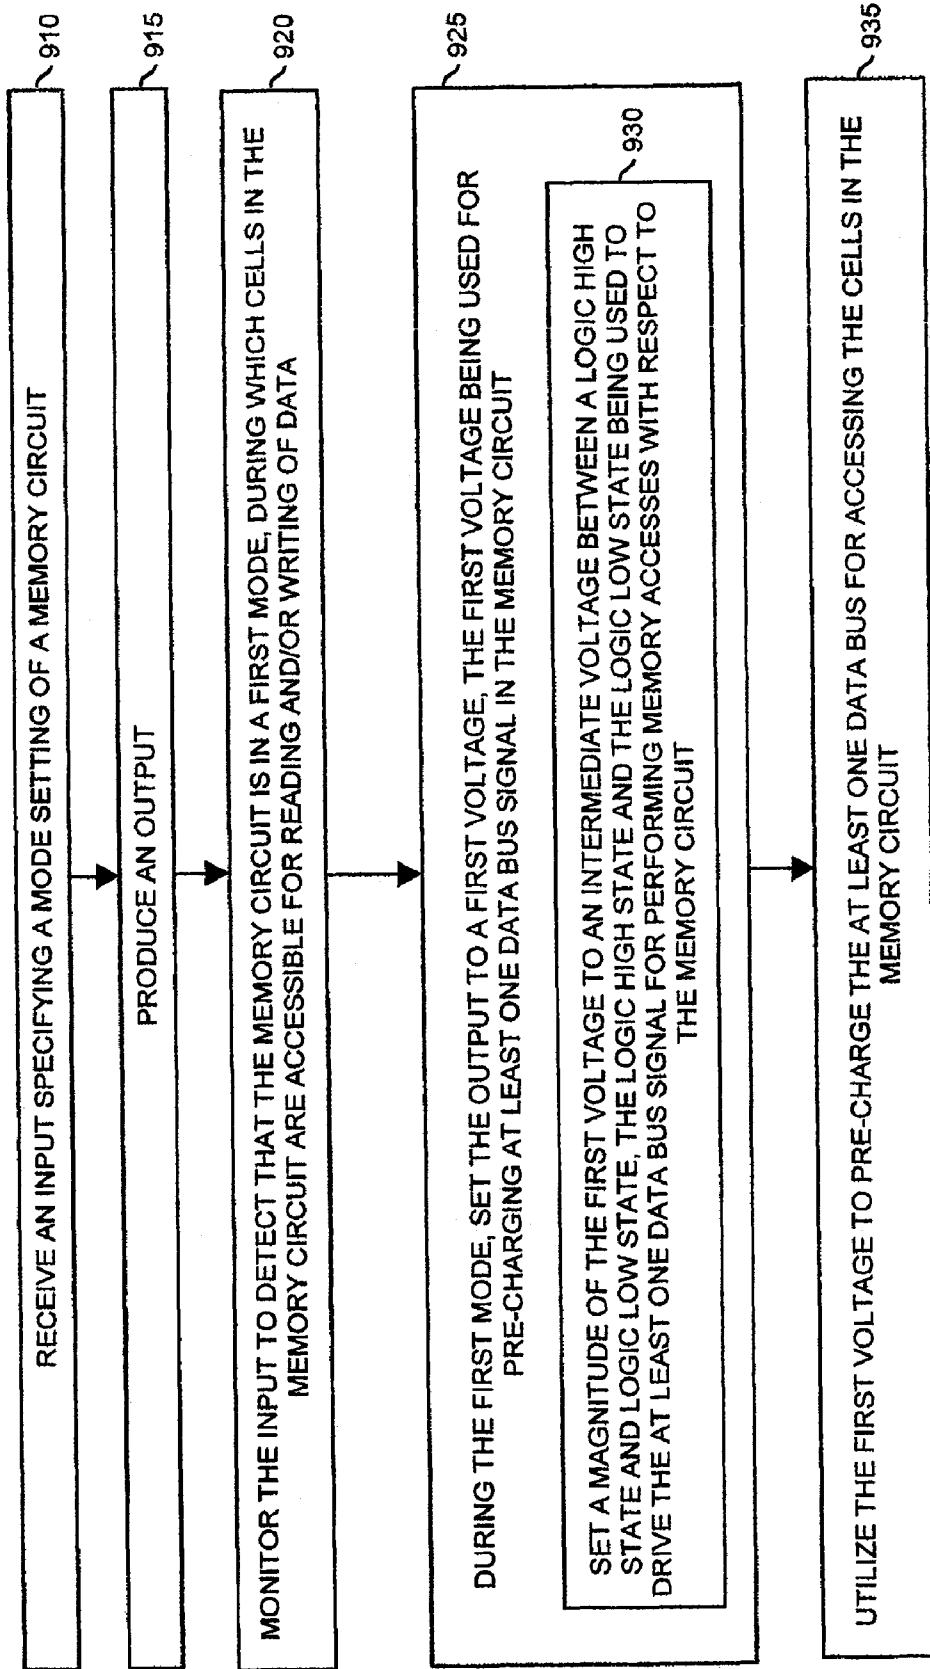 910
RECEIVE AN INPUT SPECIFYING A MODE SETTING OF A MEMORY CIRCUIT
915
PRODUCE AN OUTPUT
920
MONITOR THE INPUT TO DETECT THAT THE MEMORY CIRCUIT IS IN A FIRST MODE, DURING WHICH CELLS IN THE
MEMORY CIRCUIT ARE ACCESSIBLE FOR READING AND/OR WRITING OF DATA
925
DURING THE FIRST MODE, SET THE OUTPUT TO A FIRST VOLTAGE, THE FIRST VOLTAGE BEING USED FOR
PRE-CHARGING AT LEAST ONE DATA BUS SIGNAL IN THE MEMORY CIRCUIT
930
SET A MAGNITUDE OF THE FIRST VOLTAGE TO AN INTERMEDIATE VOLTAGE BETWEEN A LOGIC HIGH
STATE AND LOGIC LOW STATE, THE LOGIC HIGH STATE AND THE LOGIC LOW STATE BEING USED TO
DRIVE THE AT LEAST ONE DATA BUS SIGNAL FOR PERFORMING MEMORY ACCESSES WITH RESPECT TO
THE MEMORY CIRCUIT
935
UTILIZE THE FIRST VOLTAGE TO PRE-CHARGE THE AT LEAST ONE DATA BUS FOR ACCESSING THE CELLS IN THE
MEMORY CIRCUIT